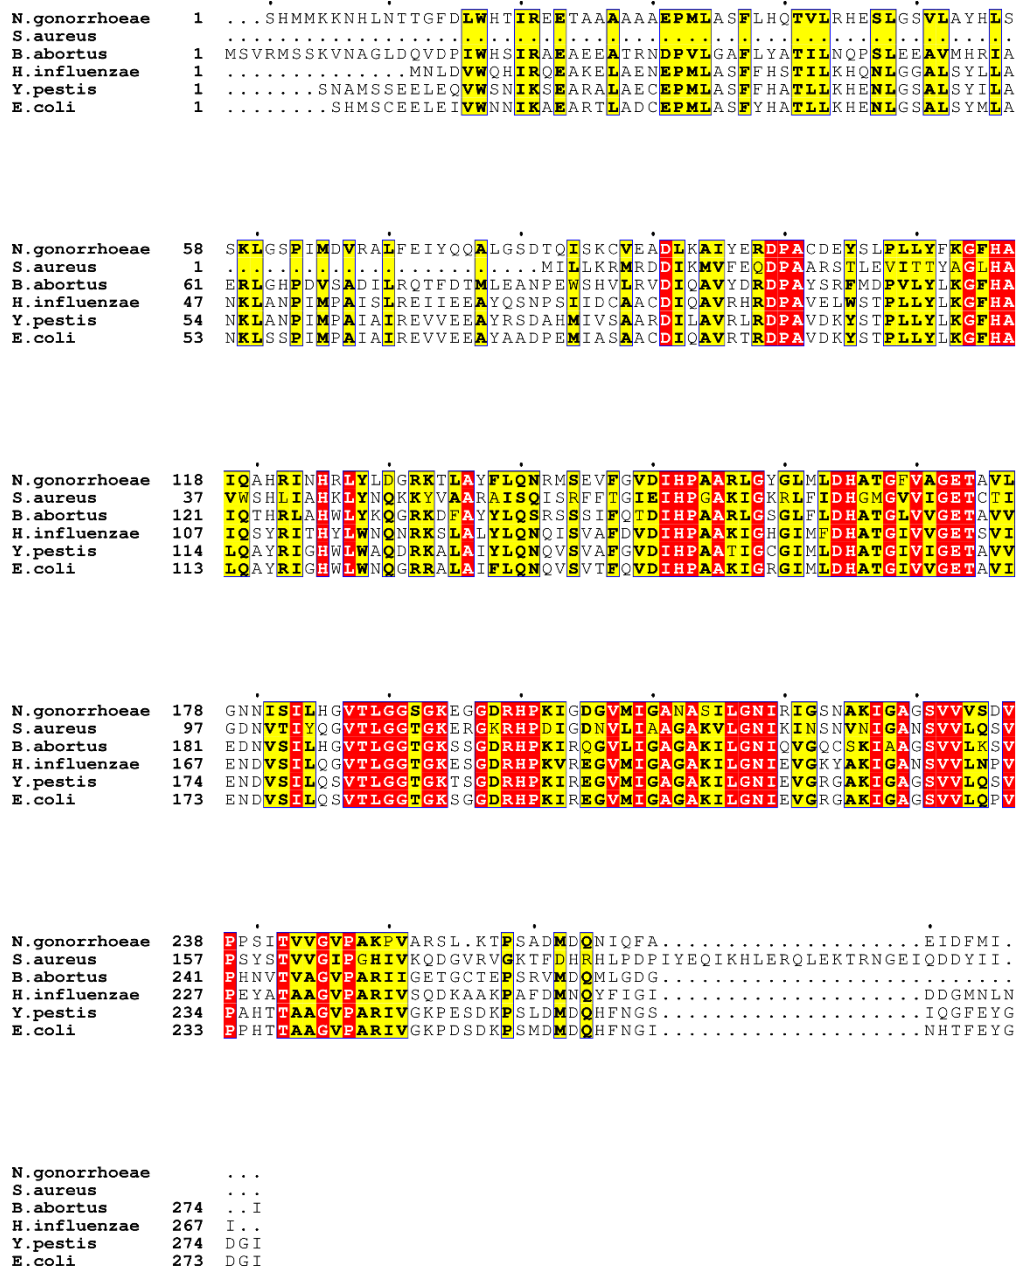 N.gonorrhoeae 1 ...SHMMKKNHLNTTGFDLWHTIREETAAAAAAEPMLASFLHQTVLRHESLGSVLAYHLS
S.aureus ............................................................
B.abortus 1 MSVRMSSKVNAGLDQVDPIWHSIRAEAEEATRNDPVLGAFLYATILNQPSLEEAVMHRIA
H.influenzae 1 ..............MNLDVWQHIRQEAKELAENEPMLASFFHSTILKHQNLGGALSYLLA
Y.pestis 1 .......SNAMSSEELEQVWSNIKSEARALAECEPMLASFFHATLLKHENLGSALSYILA
E.coli 1 ........SHMSCEELEIVWNNIKAEARTLADCEPMLASFYHATLLKHENLGSALSYMLA
N.gonorrhoeae 58 SKLGSPIMDVRALFEIYQQALGSDTQISKCVEADLKAIYERDPACDEYSLPLLYFKGFHA
S.aureus 1 ........................MILLKRMRDDIKMVFEQDPAARSTLEVITTYAGLHA
B.abortus 61 ERLGHPDVSADILRQTFDTMLEANPEWSHVLRVDIQAVYDRDPAYSRFMDPVLYLKGFHA
H.influenzae 47 NKLANPIMPAISLREIIEEAYQSNPSIIDCAACDIQAVRHRDPAVELWSTPLLYLKGFHA
Y.pestis 54 NKLANPIMPAIAIREVVEEAYRSDAHMIVSAARDILAVRLRDPAVDKYSTPLLYLKGFHA
E.coli 53 NKLSSPIMPAIAIREVVEEAYAADPEMIASAACDIQAVRTRDPAVDKYSTPLLYLKGFHA
N.gonorrhoeae 118 IQAHRINHRLYLDGRKTLAYFLQNRMSEVFGVDIHPAARLGYGLMLDHATGFVAGETAVL
S.aureus 37 VWSHLIAHKLYNQKKYVAARAISQISRFFTGIEIHPGAKIGKRLFIDHGMGVVIGETCTI
B.abortus 121 IQTHRLAHWLYKQGRKDFAYYLQSRSSSIFQTDIHPAARLGSGLFLDHATGLVVGETAVV
H.influenzae 107 IQSYRITHYLWNQNRKSLALYLQNQISVAFDVDIHPAAKIGHGIMFDHATGIVVGETSVI
Y.pestis 114 LQAYRIGHWLWAQDRKALAIYLQNQVSVAFGVDIHPAATIGCGIMLDHATGIVIGETAVV
E.coli 113 LQAYRIGHWLWNQGRRALAIFLQNQVSVTFQVDIHPAAKIGRGIMLDHATGIVVGETAVI
N.gonorrhoeae 178 GNNISILHGVTLGGSGKEGGDRHPKIGDGVMIGANASILGNIRIGSNAKIGAGSVVVSDV
S.aureus 97 GDNVTIYQGVTLGGTGKERGKRHPDIGDNVLIAAGAKVLGNIKINSNVNIGANSVVLQSV
B.abortus 181 EDNVSILHGVTLGGTGKSSGDRHPKIRQGVLIGAGAKILGNIQVGQCSKIAAGSVVLKSV
H.influenzae 167 ENDVSILQGVTLGGTGKESGDRHPKVREGVMIGAGAKILGNIEVGKYAKIGANSVVLNPV
Y.pestis 174 ENDVSILQSVTLGGTGKTSGDRHPKIREGVMIGAGAKILGNIEVGRGAKIGAGSVVLQSV
E.coli 173 ENDVSILQSVTLGGTGKSGGDRHPKIREGVMIGAGAKILGNIEVGRGAKIGAGSVVLQPV
N.gonorrhoeae 238 PPSITVVGVPAKPVARSL.KTPSADMDQNIQFA....................EIDFMI.
S.aureus 157 PSYSTVVGIPGHIVKQDGVRVGKTFDHRHLPDPIYEQIKHLERQLEKTRNGEIQDDYII.
B.abortus 241 PHNVTVAGVPARIIGETGCTEPSRVMDQMLGDG...........................
H.influenzae 227 PEYATAAGVPARIVSQDKAAKPAFDMNQYFIGI....................DDGMNLN
Y.pestis 234 PAHTTAAGVPARIVGKPESDKPSLDMDQHFNGS....................IQGFEYG
E.coli 233 PPHTTAAGVPARIVGKPDSDKPSMDMDQHFNGI....................NHTFEYG
N.gonorrhoeae ...
S.aureus ...
B.abortus 274 ..I
H.influenzae 267 I..
Y.pestis 274 DGI
E.coli 273 DGI